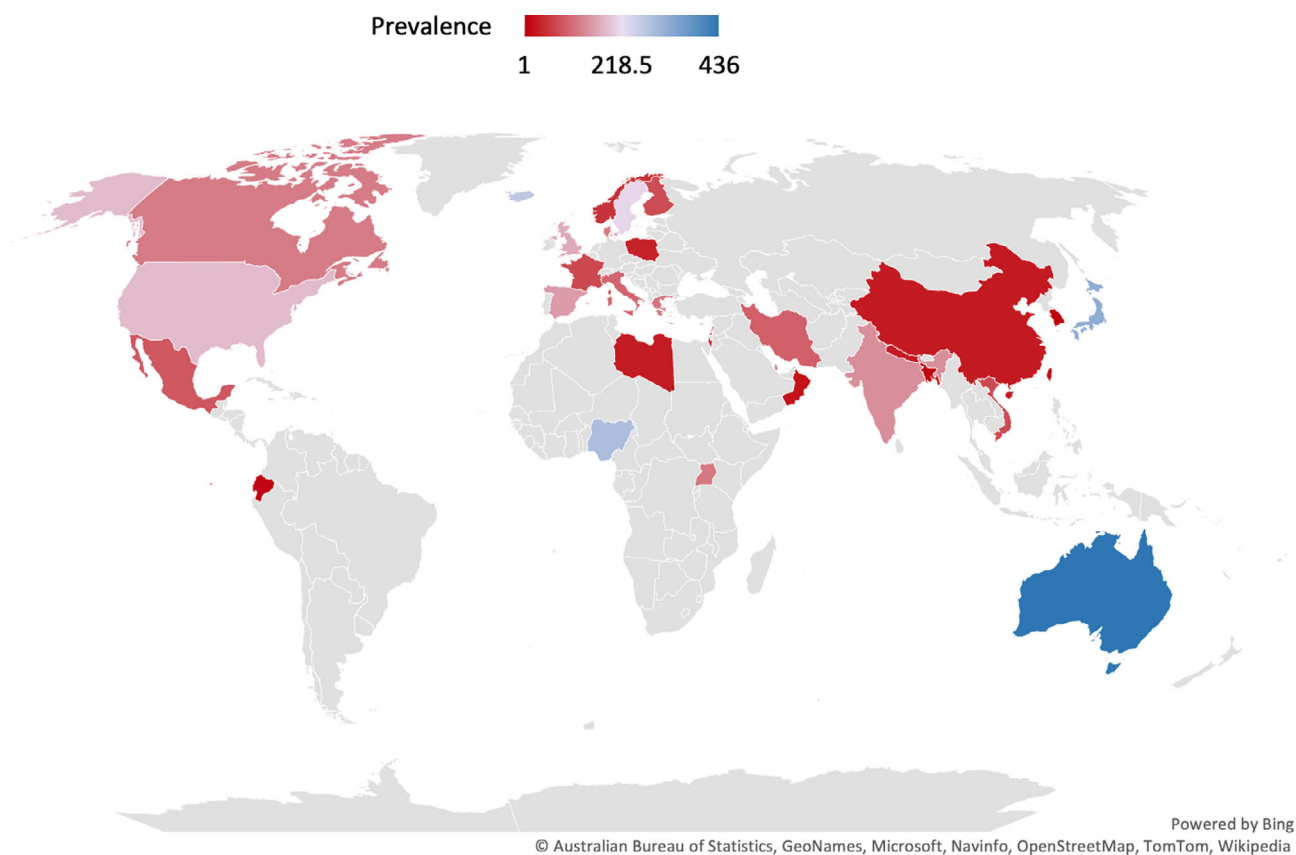 Prevalence
1 218.5 436
Powered by Bing
© Australian Bureau of Statistics, GeoNames, Microsoft, Navinfo, OpenStreetMap, TomTom, Wikipedia